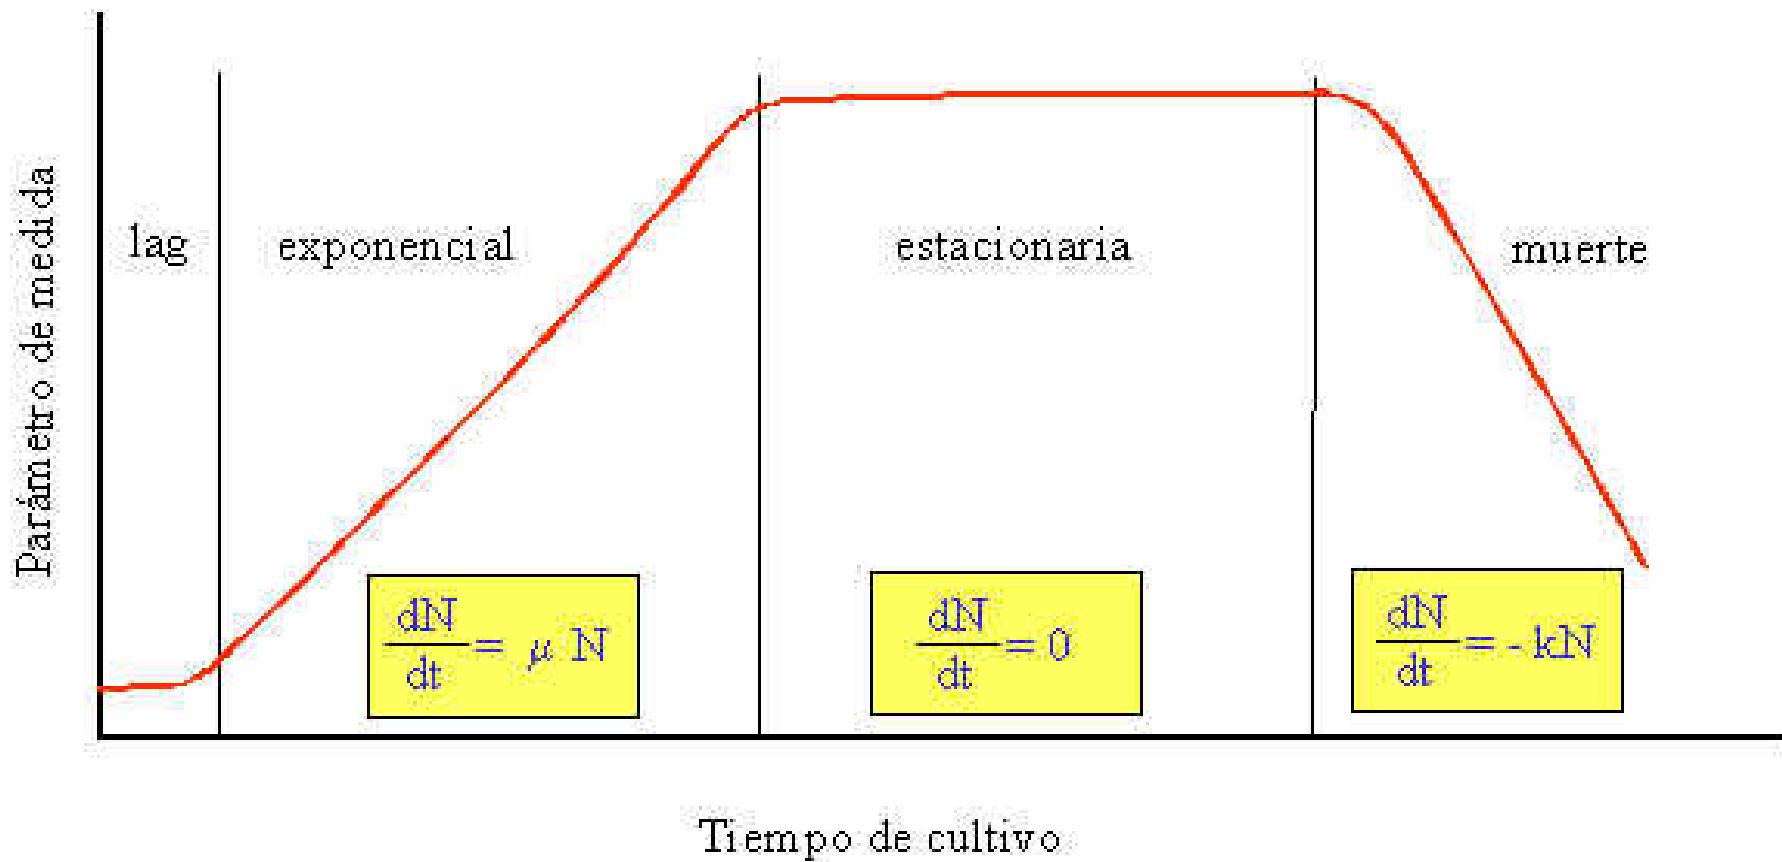 Parámetro de medida
lag
exponencial
estacionaria
muerte
dN/dt = μ N
dN/dt = 0
dN/dt = - kN
Tiempo de cultivo